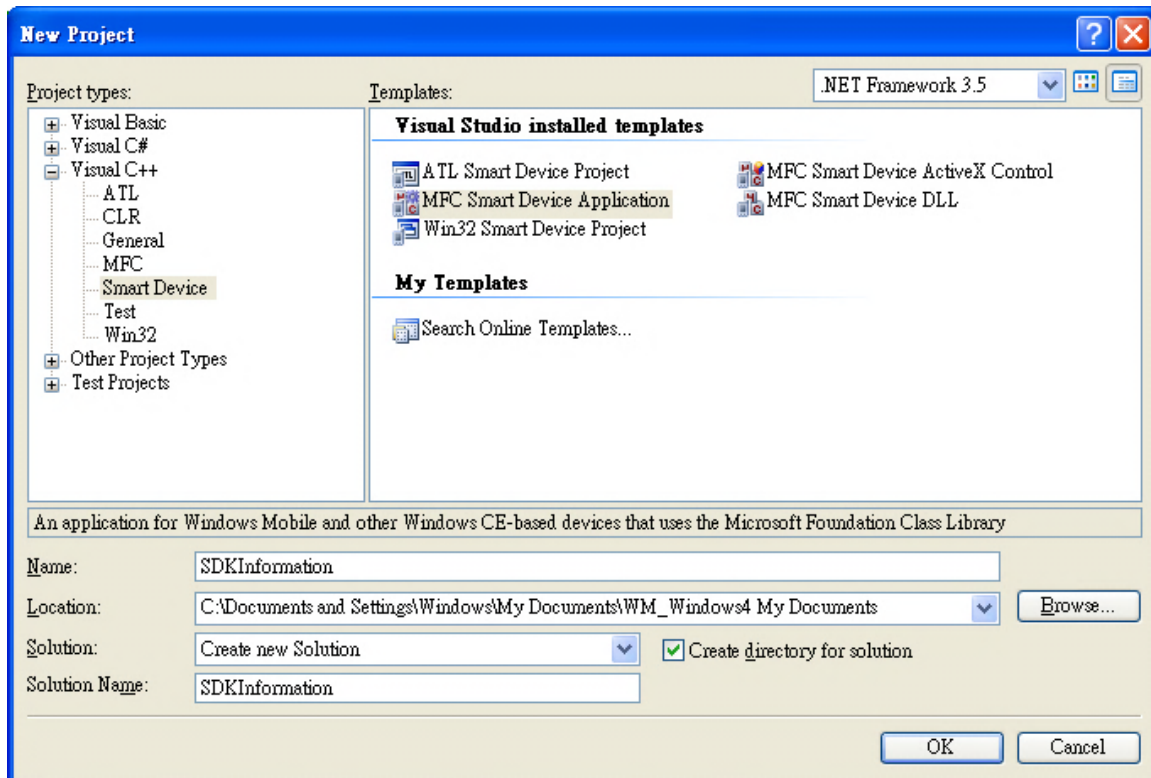 New Project
Project types:
Templates:
.NET Framework 3.5
Visual Basic
Visual C#
Visual C++
ATL
CLR
General
MFC
Smart Device
Test
Win32
Other Project Types
Test Projects
Visual Studio installed templates
ATL Smart Device Project
MFC Smart Device ActiveX Control
MFC Smart Device Application
MFC Smart Device DLL
Win32 Smart Device Project
My Templates
Search Online Templates...
An application for Windows Mobile and other Windows CE-based devices that uses the Microsoft Foundation Class Library
Name:
SDKInformation
Location:
C:\Documents and Settings\Windows\My Documents\WM_Windows4 My Documents
Browse...
Solution:
Create new Solution
Create directory for solution
Solution Name:
SDKInformation
OK
Cancel